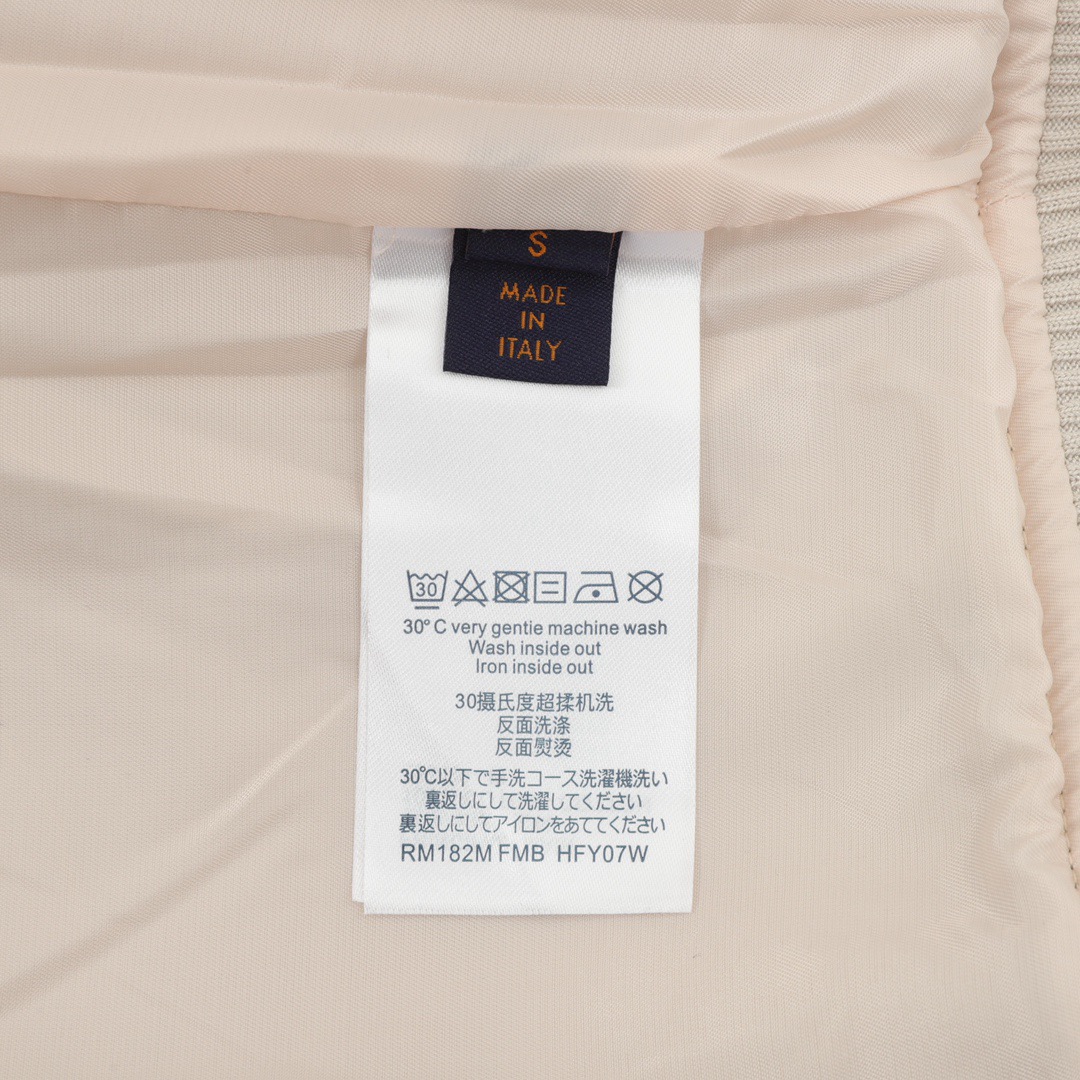 S
MADE
IN
ITALY
30
30°C very gentie machine wash
Wash inside out
Iron inside out
30摄氏度超揉机洗
反面洗涤
反面熨烫
30℃以下で手洗コース洗濯機洗い
裏返しにして洗濯してください
裏返しにしてアイロンをあててください
RM182M FMB HFY07W